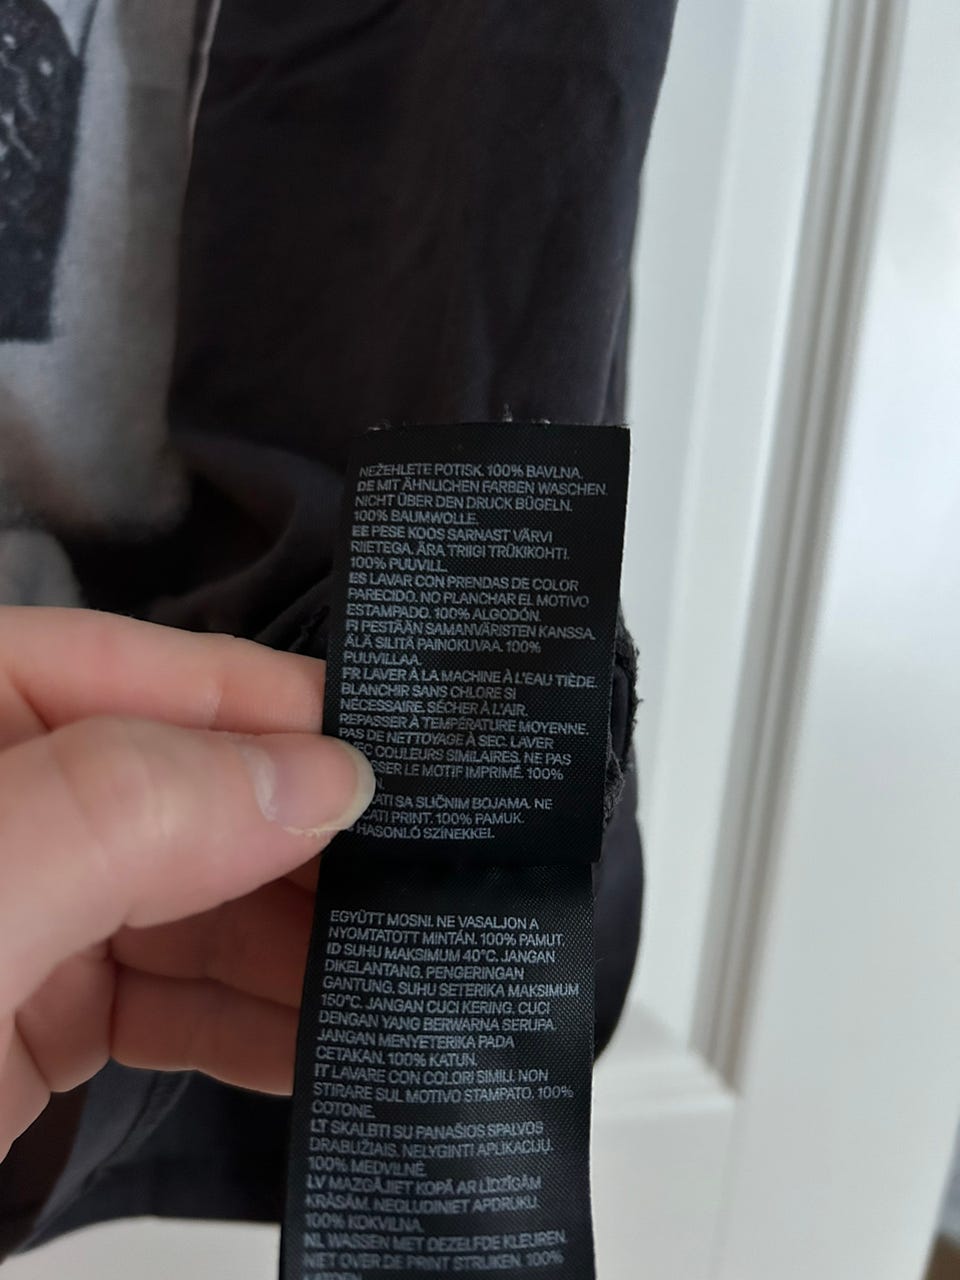 NEŽEHLETE POTISK. 100% BAVLNA.
DE MIT ÄHNLICHEN FARBEN WASCHEN.
NICHT ÜBER DEN DRUCK BÜGELN.
100% BAUMWOLLE.
EE PESE KOOS SARNAST VÄRVI
RIIETEGA. ÄRA TRIIGI TRÜKIKOHTI.
100% PUUVILL.
ES LAVAR CON PRENDAS DE COLOR
PARECIDO. NO PLANCHAR EL MOTIVO
ESTAMPADO. 100% ALGODÓN.
FI PESTÄÄN SAMANVÄRISTEN KANSSA.
ÄLÄ SILITÄ PAINOKUVAA. 100%
PUUVILLAA.
FR LAVER À LA MACHINE À L'EAU TIÈDE.
BLANCHIR SANS CHLORE SI
NÉCESSAIRE. SÉCHER À L'AIR.
REPASSER À TEMPÉRATURE MOYENNE.
PAS DE NETTOYAGE À SEC. LAVER
COULEURS SIMILAIRES. NE PAS
SSER LE MOTIF IMPRIMÉ. 100%
N.
ATI SA SLIČNIM BOJAMA. NE
ČATI PRINT. 100% PAMUK.
HASONLÓ SZÍNEKKEL
EGYÜTT MOSNI. NE VASALJON A
NYOMTATOTT MINTÁN. 100% PAMUT.
ID SUHU MAKSIMUM 40°C. JANGAN
DIKELANTANG. PENGERINGAN
GANTUNG. SUHU SETERIKA MAKSIMUM
150°C. JANGAN CUCI KERING. CUCI
DENGAN YANG BERWARNA SERUPA.
JANGAN MENYETERIKA PADA
CETAKAN. 100% KATUN.
IT LAVARE CON COLORI SIMILI. NON
STIRARE SUL MOTIVO STAMPATO. 100%
COTONE.
LT SKALBTI SU PANAŠIOS SPALVOS
DRABUŽIAIS. NELYGINTI APLIKACIJŲ.
100% MEDVILNĖ.
LV MAZGĀJIET KOPĀ AR LĪDZĪGĀM
KRĀSĀM. NEGLUDINIET APDRUKU.
100% KOKVILNA.
NL WASSEN MET DEZELFDE KLEUREN.
NIET OVER DE PRINT STRIJKEN. 100%